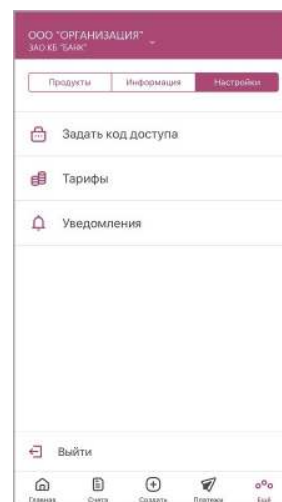 ООО "ОРГАНИЗАЦИЯ"
ЗАО КБ "БАНК"
Продукты Информация Настройки
Задать код доступа
Тарифы
Уведомления
Выйти
Главная Счета Создать Платежи Ещё